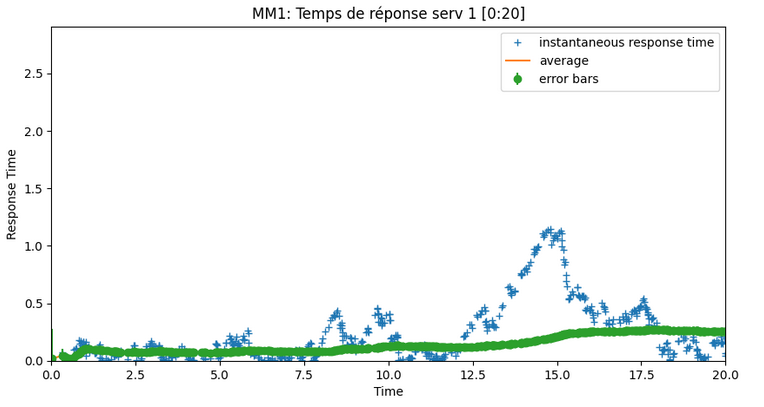 MM1: Temps de réponse serv 1 [0:20]
instantaneous response time
average
error bars
Response Time
2.5
2.0
1.5
1.0
0.5
0.0
0.0 2.5 5.0 7.5 10.0 12.5 15.0 17.5 20.0
Time